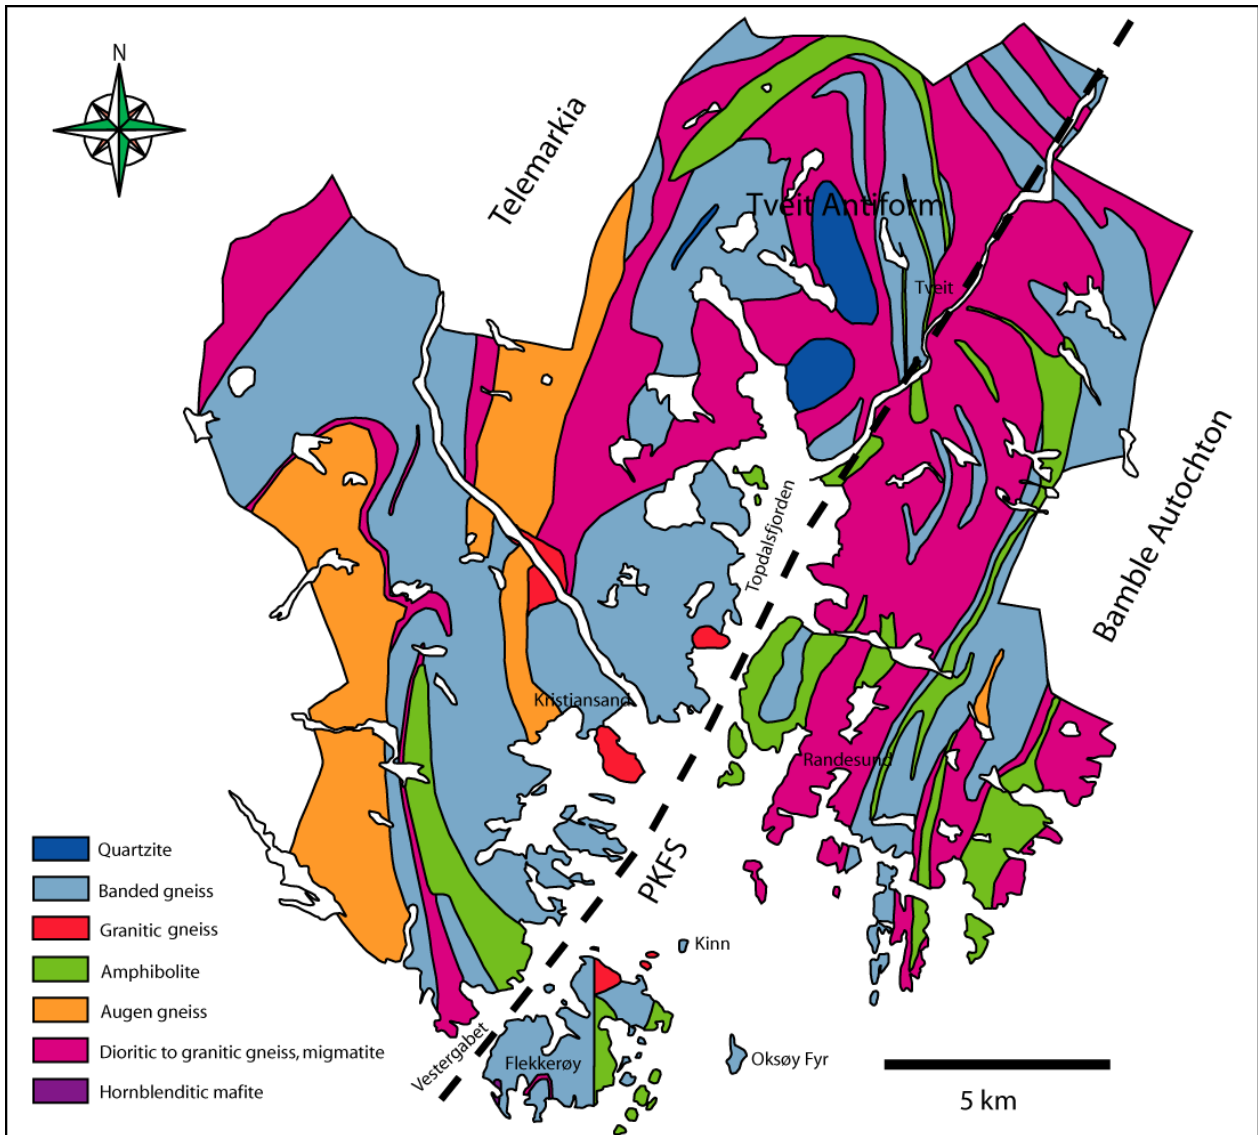 N
Telemarkia
Tveit Antiform
Tveit
Bamble Autochton
Topdalsfjorden
Kristiansand
Randesund
PKFS
Kinn
Vestergabet
Flekkerøy
Oksøy Fyr
5 km
Quartzite
Banded gneiss
Granitic gneiss
Amphibolite
Augen gneiss
Dioritic to granitic gneiss, migmatite
Hornblenditic mafite